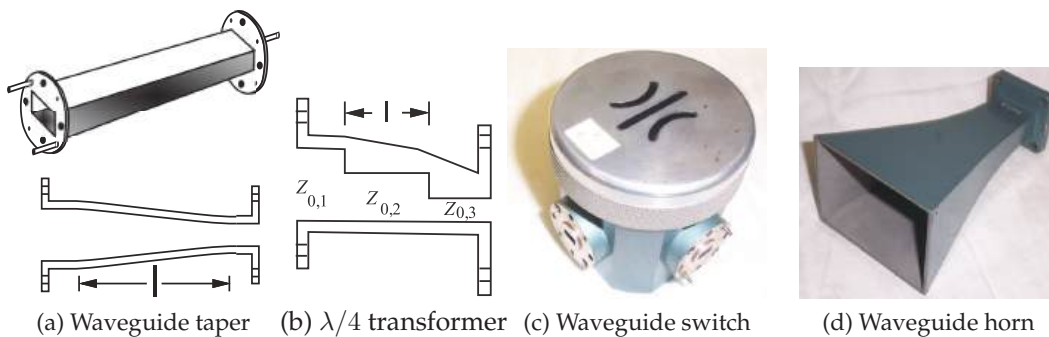 l
Z0,1
Z0,2
Z0,3
l
(a) Waveguide taper
(b) λ/4 transformer
(c) Waveguide switch
(d) Waveguide horn